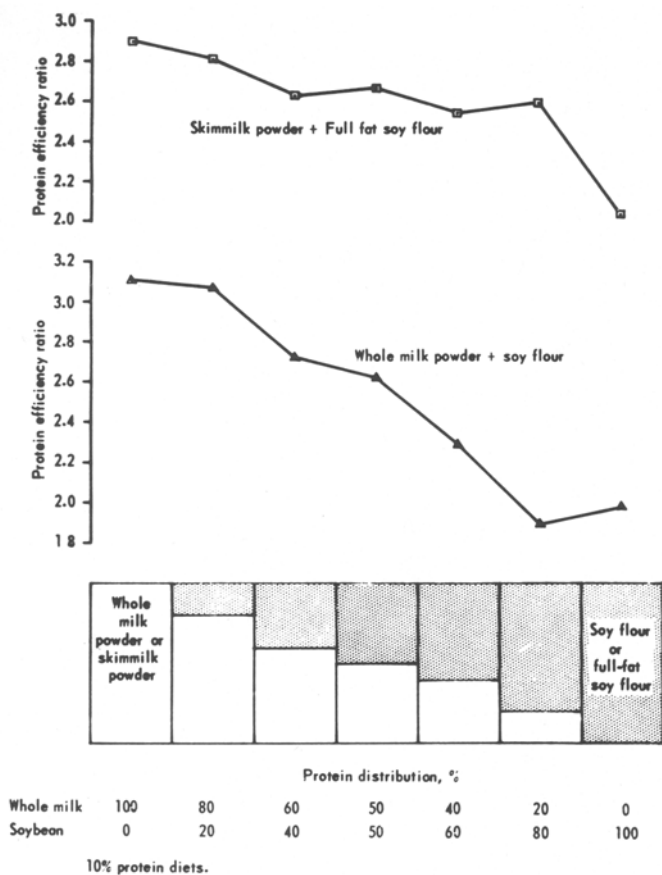 3.0
2.8
2.6
2.4
2.2
2.0
Protein efficiency ratio
Skimmilk powder + Full fat soy flour
3.2
3.0
2.8
2.6
2.4
2.2
2.0
1 8
Protein efficiency ratio
Whole milk powder + soy flour
Whole
milk
powder or
skimmilk
powder
Soy flour
or
full-fat
soy flour
Protein distribution, %
Whole milk 100 80 60 50 40 20 0
Soybean 0 20 40 50 60 80 100
10% protein diets.